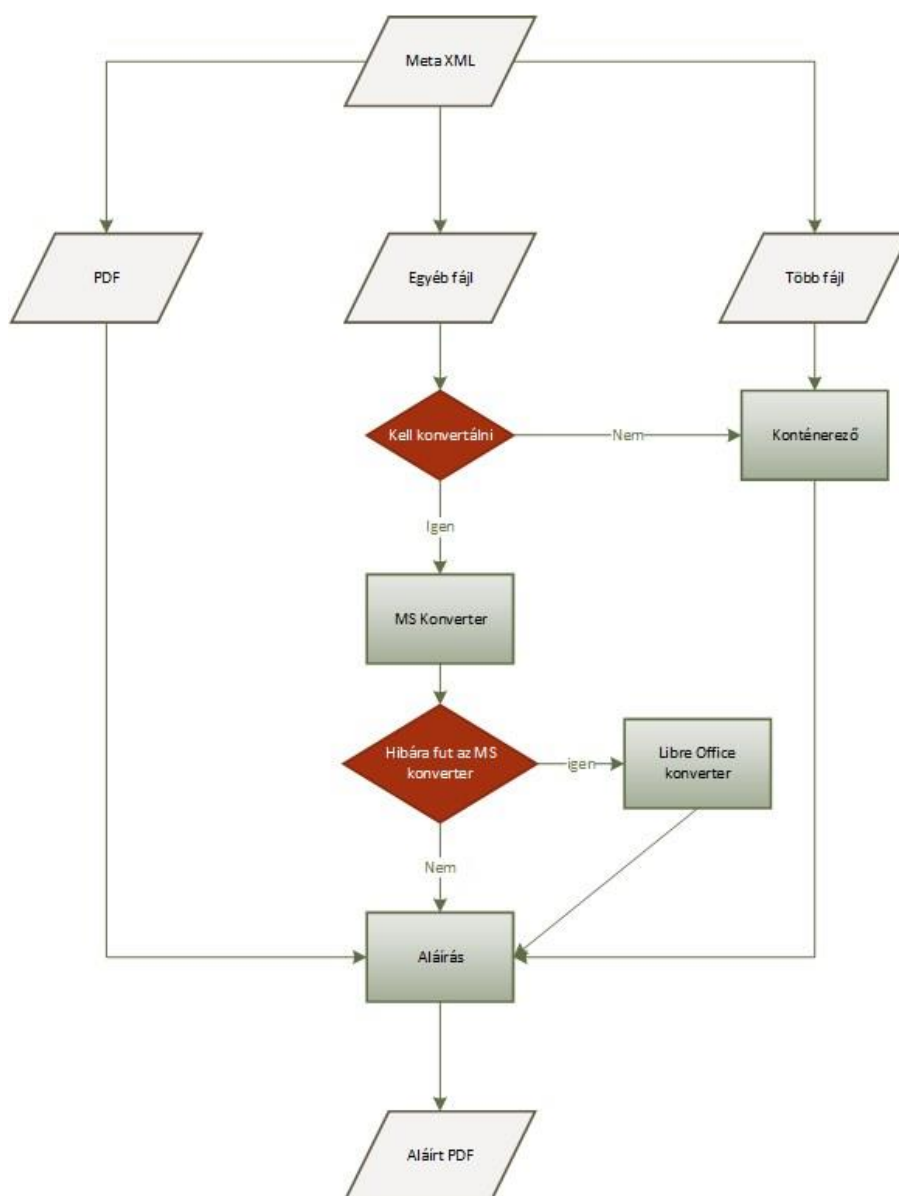 Meta XML
PDF
Egyéb fájl
Több fájl
Kell konvertálni
Nem
Konténerező
Igen
MS Konverter
Hibára fut az MS
konverter
igen
Libre Office
konverter
Nem
Aláírás
Aláírt PDF